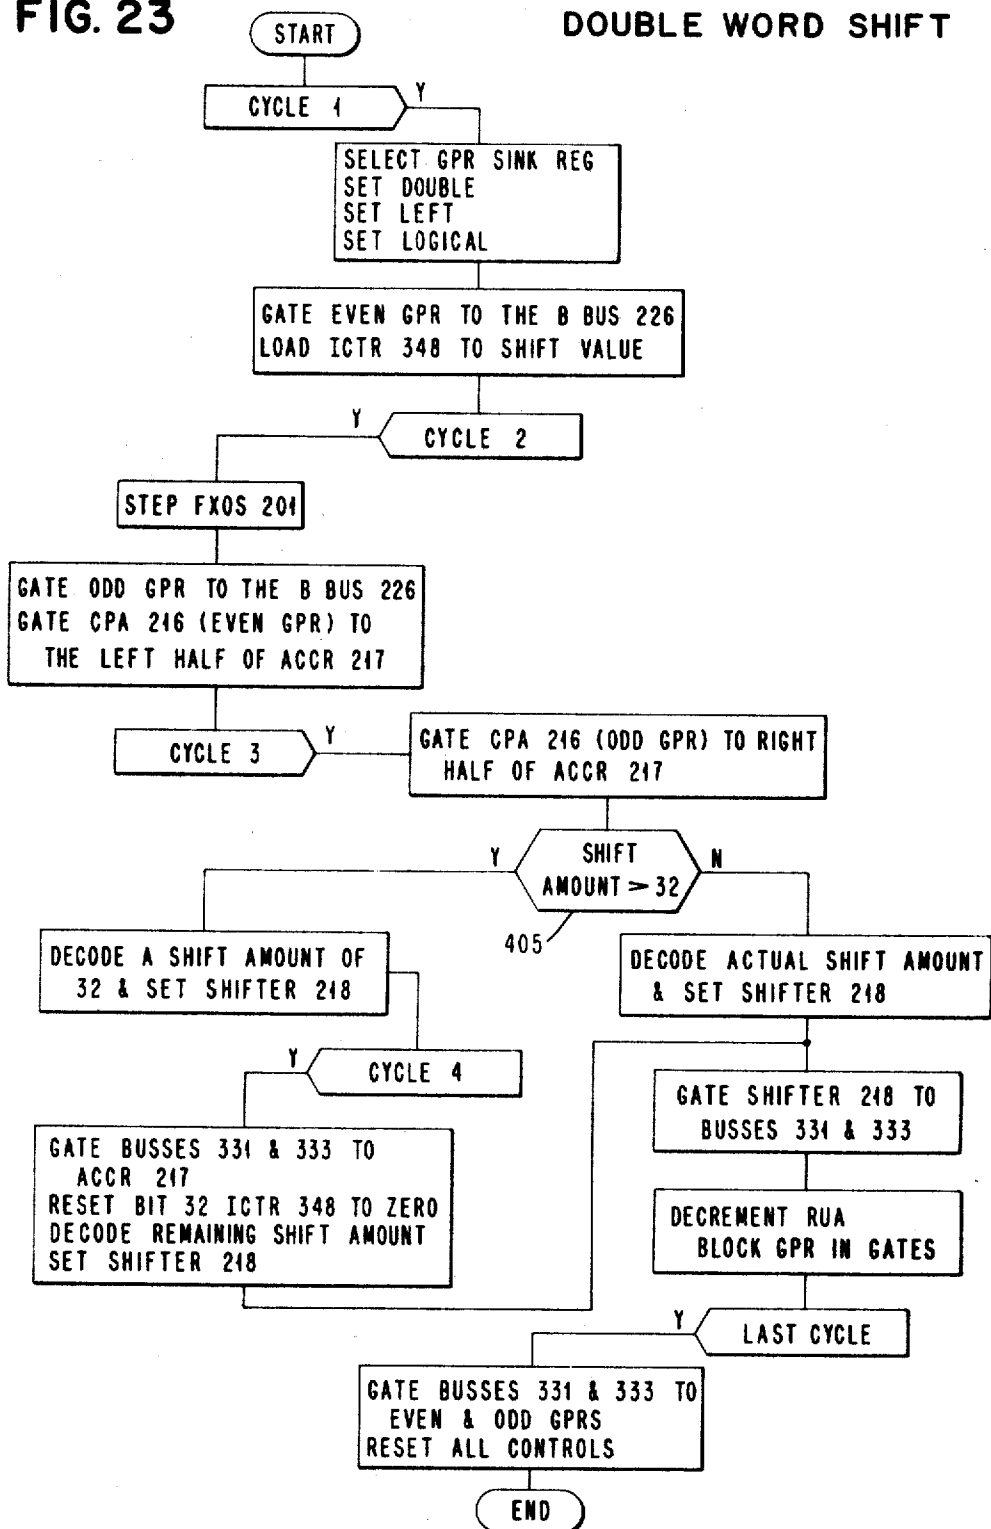 FIG. 23
DOUBLE WORD SHIFT
START
CYCLE 1
Y
SELECT GPR SINK REG
SET DOUBLE
SET LEFT
SET LOGICAL
GATE EVEN GPR TO THE B BUS 226
LOAD ICTR 348 TO SHIFT VALUE
Y
CYCLE 2
STEP FXOS 201
GATE ODD GPR TO THE B BUS 226
GATE CPA 216 (EVEN GPR) TO
THE LEFT HALF OF ACCR 217
CYCLE 3
Y
GATE CPA 216 (ODD GPR) TO RIGHT
HALF OF ACCR 217
Y
SHIFT
AMOUNT > 32
N
405
DECODE A SHIFT AMOUNT OF
32 & SET SHIFTER 218
DECODE ACTUAL SHIFT AMOUNT
& SET SHIFTER 218
Y
CYCLE 4
GATE SHIFTER 218 TO
BUSSES 331 & 333
GATE BUSSES 331 & 333 TO
ACCR 217
RESET BIT 32 ICTR 348 TO ZERO
DECODE REMAINING SHIFT AMOUNT
SET SHIFTER 218
DECREMENT RUA
BLOCK GPR IN GATES
Y
LAST CYCLE
GATE BUSSES 331 & 333 TO
EVEN & ODD GPRS
RESET ALL CONTROLS
END